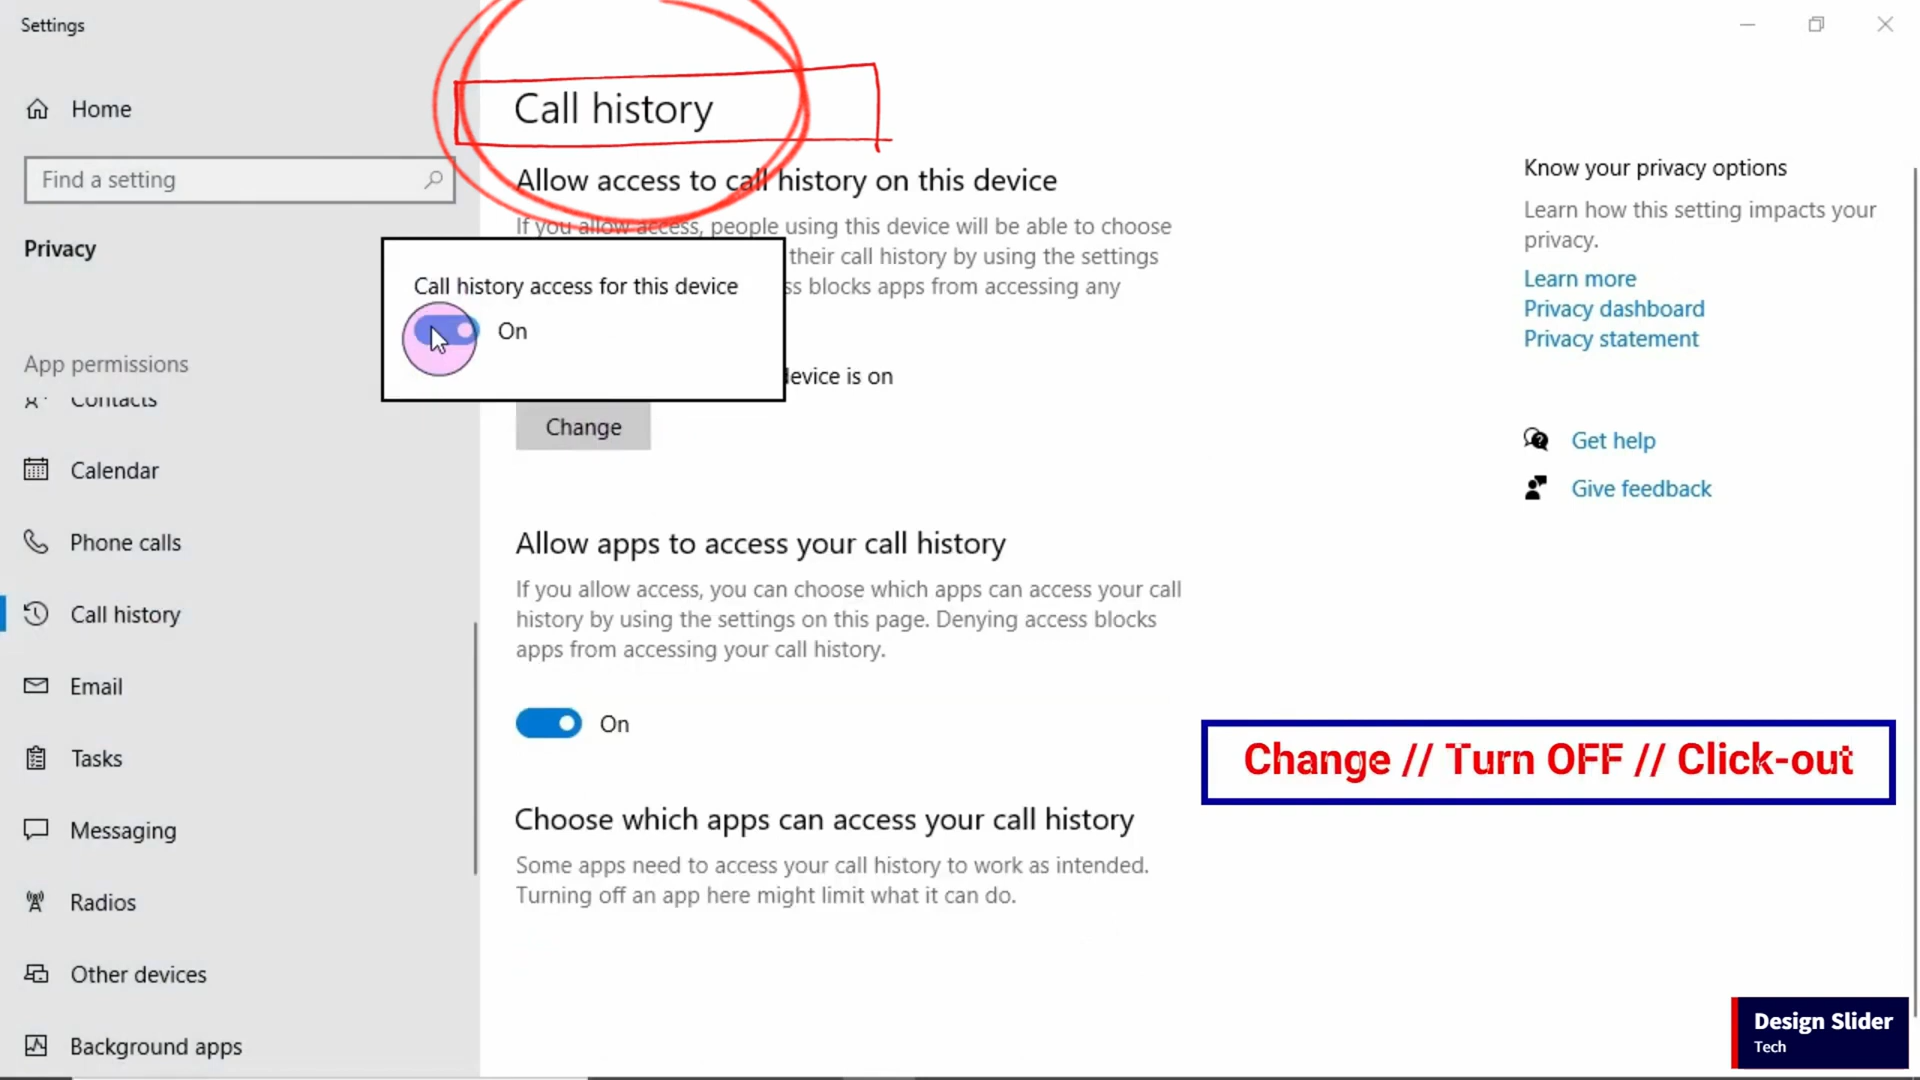 Settings
Home
Find a setting
Privacy
App permissions
Contacts
Calendar
Phone calls
Call history
Email
Tasks
Messaging
Radios
Other devices
Background apps
Call history
Allow access to call history on this device
If you allow access, people using this device will be able to choose
their call history by using the settings
ss blocks apps from accessing any
Call history access for this device
On
device is on
Change
Allow apps to access your call history
If you allow access, you can choose which apps can access your call
history by using the settings on this page. Denying access blocks
apps from accessing your call history.
On
Choose which apps can access your call history
Some apps need to access your call history to work as intended.
Turning off an app here might limit what it can do.
Know your privacy options
Learn how this setting impacts your
privacy.
Learn more
Privacy dashboard
Privacy statement
Get help
Give feedback
Change // Turn OFF // Click-out
Design Slider
Tech